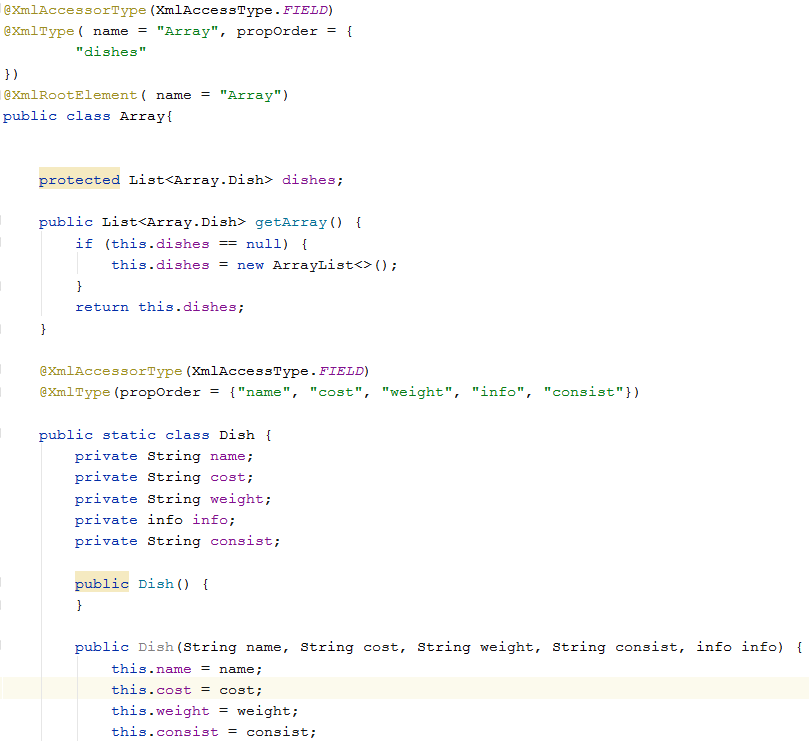 @XmlAccessorType(XmlAccessType.FIELD)
@XmlType( name = "Array", propOrder = {
        "dishes"
})
@XmlRootElement( name = "Array")
public class Array{
    protected List<Array.Dish> dishes;
    public List<Array.Dish> getArray() {
        if (this.dishes == null) {
            this.dishes = new ArrayList<>();
        }
        return this.dishes;
    }
    @XmlAccessorType(XmlAccessType.FIELD)
    @XmlType(propOrder = {"name", "cost", "weight", "info", "consist"})
    public static class Dish {
        private String name;
        private String cost;
        private String weight;
        private info info;
        private String consist;
        public Dish() {
        }
        public Dish(String name, String cost, String weight, String consist, info info) {
            this.name = name;
            this.cost = cost;
            this.weight = weight;
            this.consist = consist;